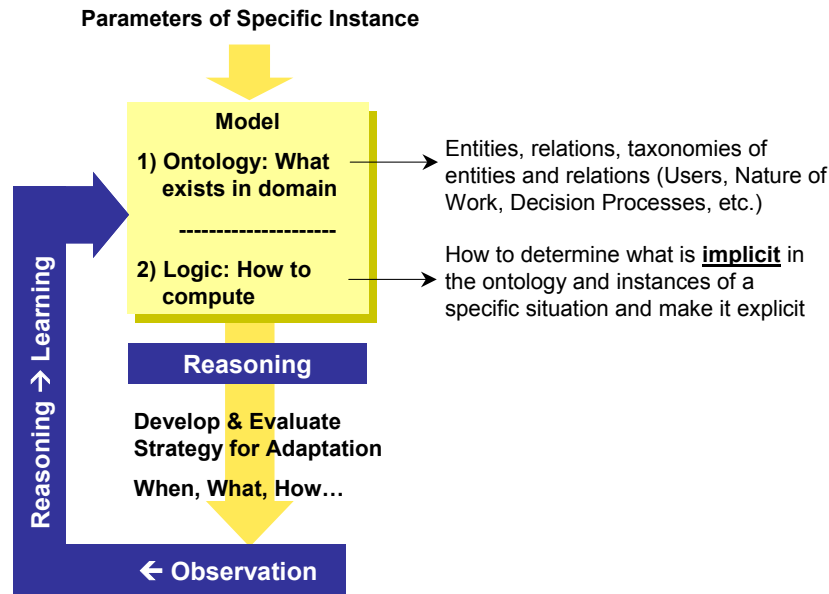 Parameters of Specific Instance
Model
1) Ontology: What
exists in domain
---------------------
2) Logic: How to
compute
Entities, relations, taxonomies of
entities and relations (Users, Nature of
Work, Decision Processes, etc.)
How to determine what is implicit in
the ontology and instances of a
specific situation and make it explicit
Reasoning
Develop & Evaluate
Strategy for Adaptation
When, What, How…
← Observation
Reasoning → Learning